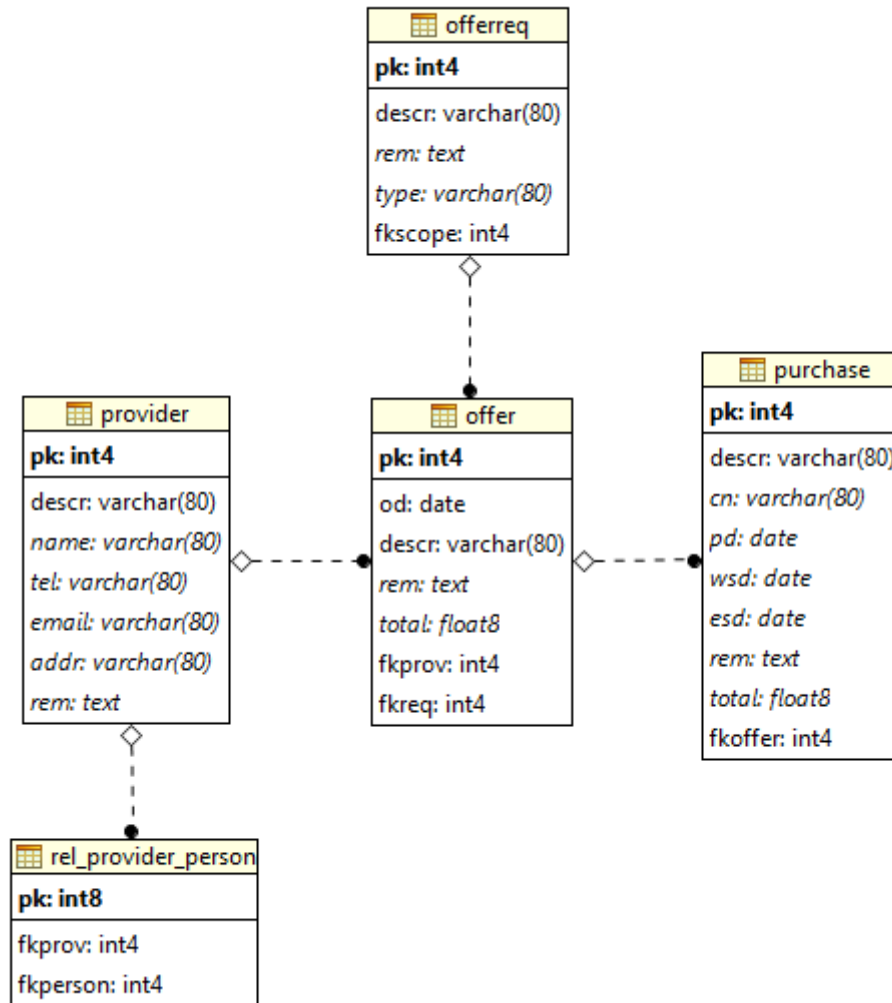 offerreq
pk: int4
descr: varchar(80)
rem: text
type: varchar(80)
fkscope: int4
provider
pk: int4
descr: varchar(80)
name: varchar(80)
tel: varchar(80)
email: varchar(80)
addr: varchar(80)
rem: text
offer
pk: int4
od: date
descr: varchar(80)
rem: text
total: float8
fkprov: int4
fkreq: int4
purchase
pk: int4
descr: varchar(80)
cn: varchar(80)
pd: date
wsd: date
esd: date
rem: text
total: float8
fkoffer: int4
rel_provider_person
pk: int8
fkprov: int4
fkperson: int4